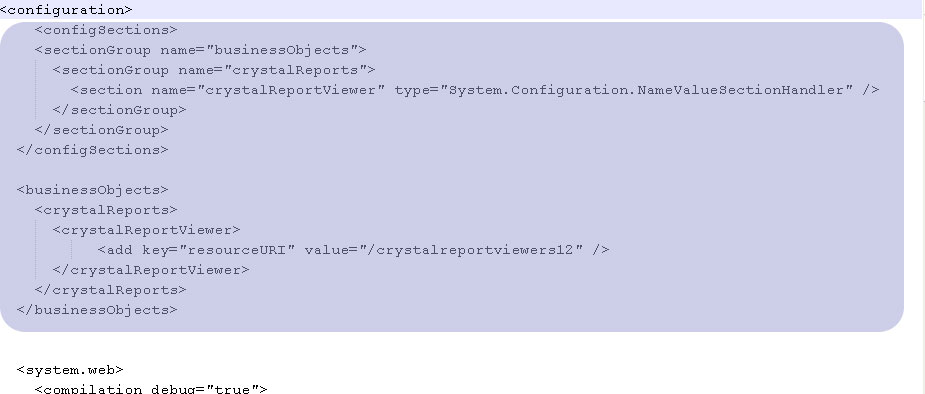 <configuration>
<configSections>
<sectionGroup name="businessObjects">
<sectionGroup name="crystalReports">
<section name="crystalReportViewer" type="System.Configuration.NameValueSectionHandler" />
</sectionGroup>
</sectionGroup>
</configSections>
<businessObjects>
<crystalReports>
<crystalReportViewer>
<add key="resourceURI" value="/crystalreportviewers12" />
</crystalReportViewer>
</crystalReports>
</businessObjects>
<system.web>
<compilation debug="true">